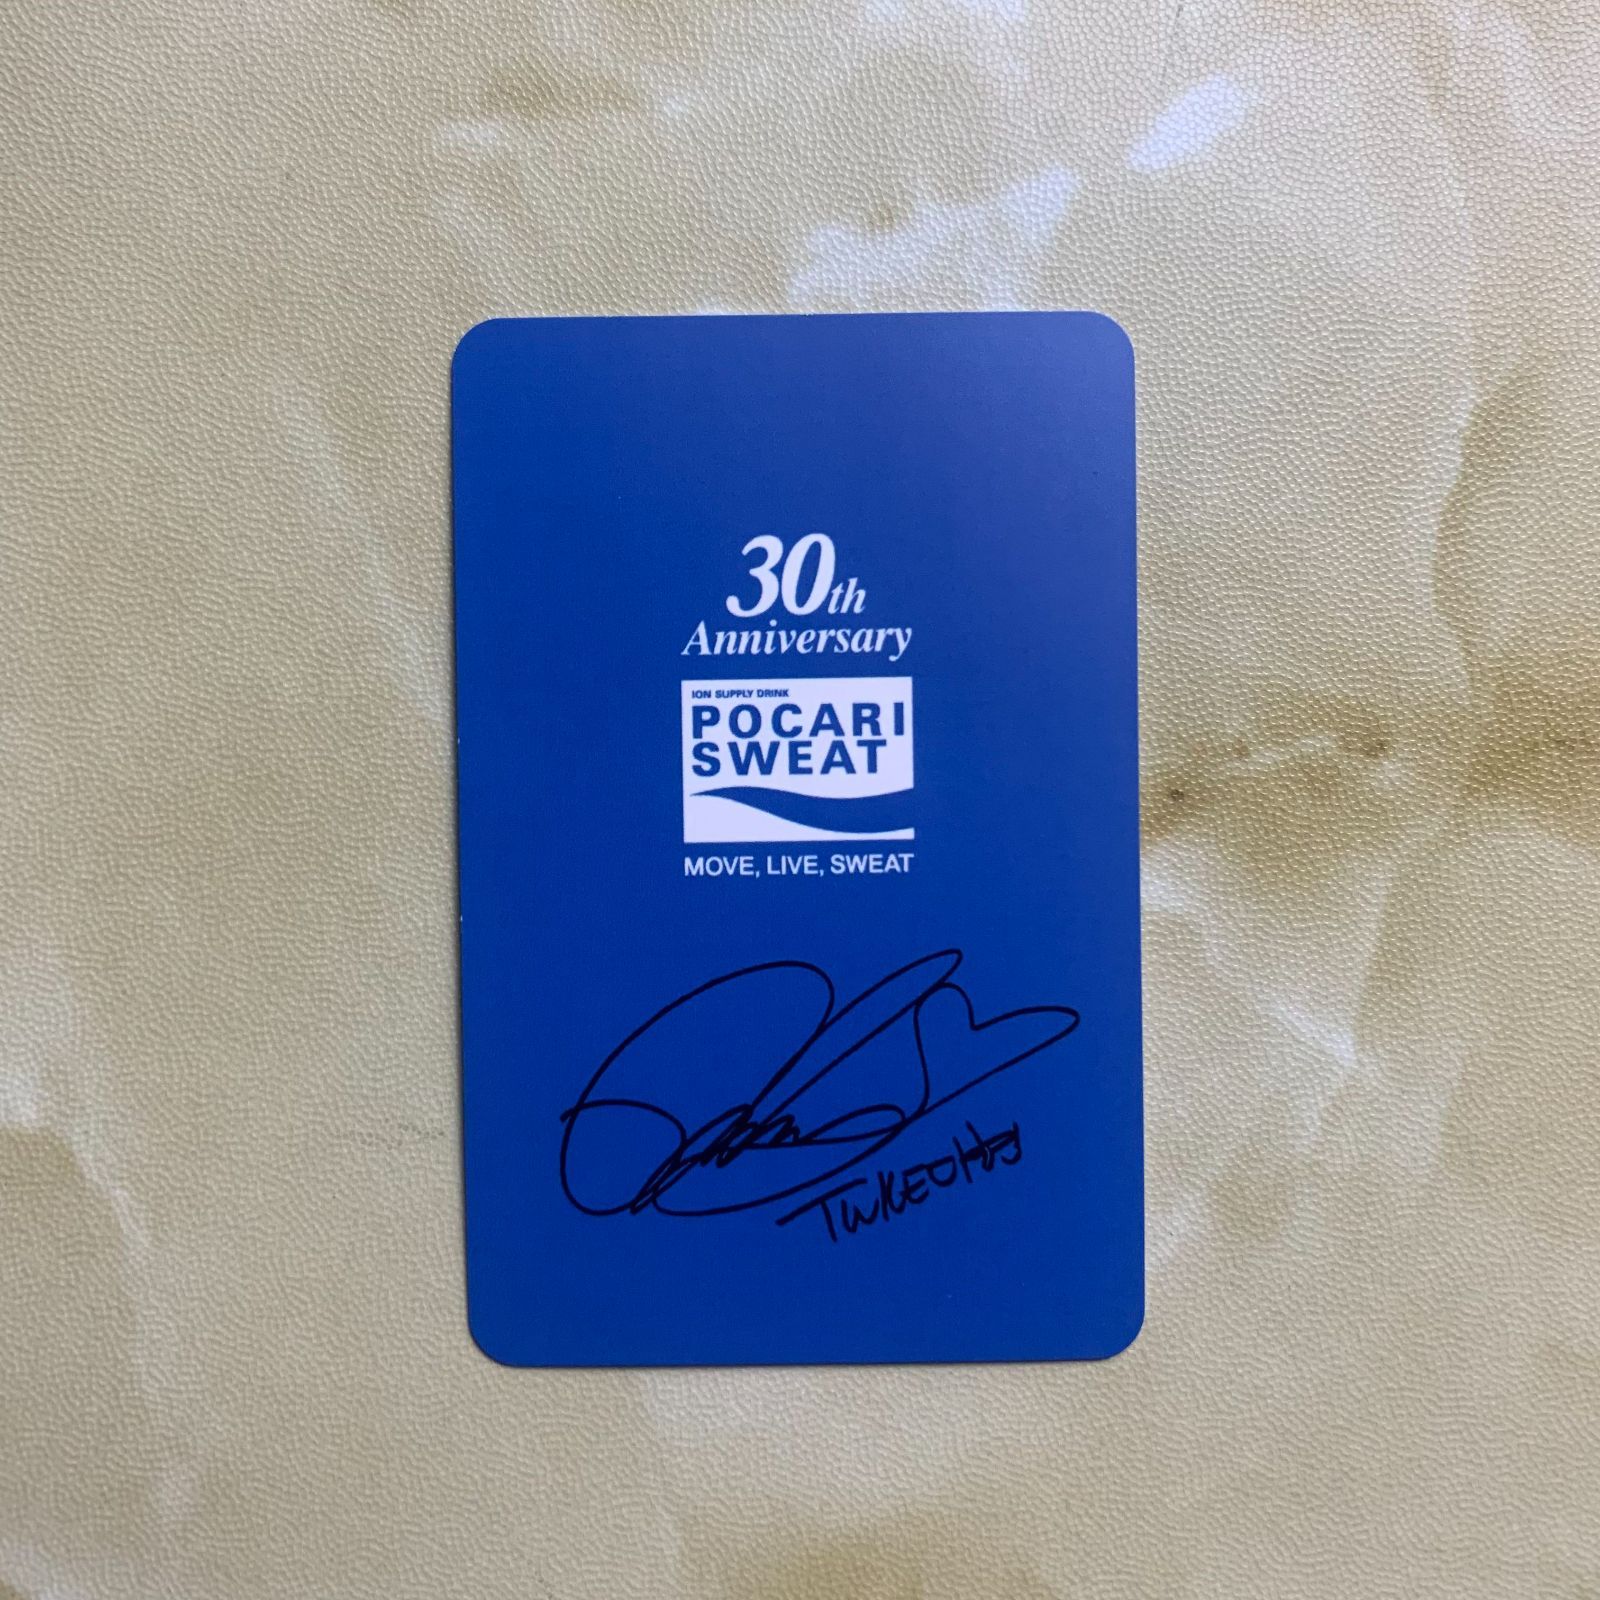 30th
Anniversary
ION SUPPLY DRINK
POCARI
SWEAT
MOVE, LIVE, SWEAT